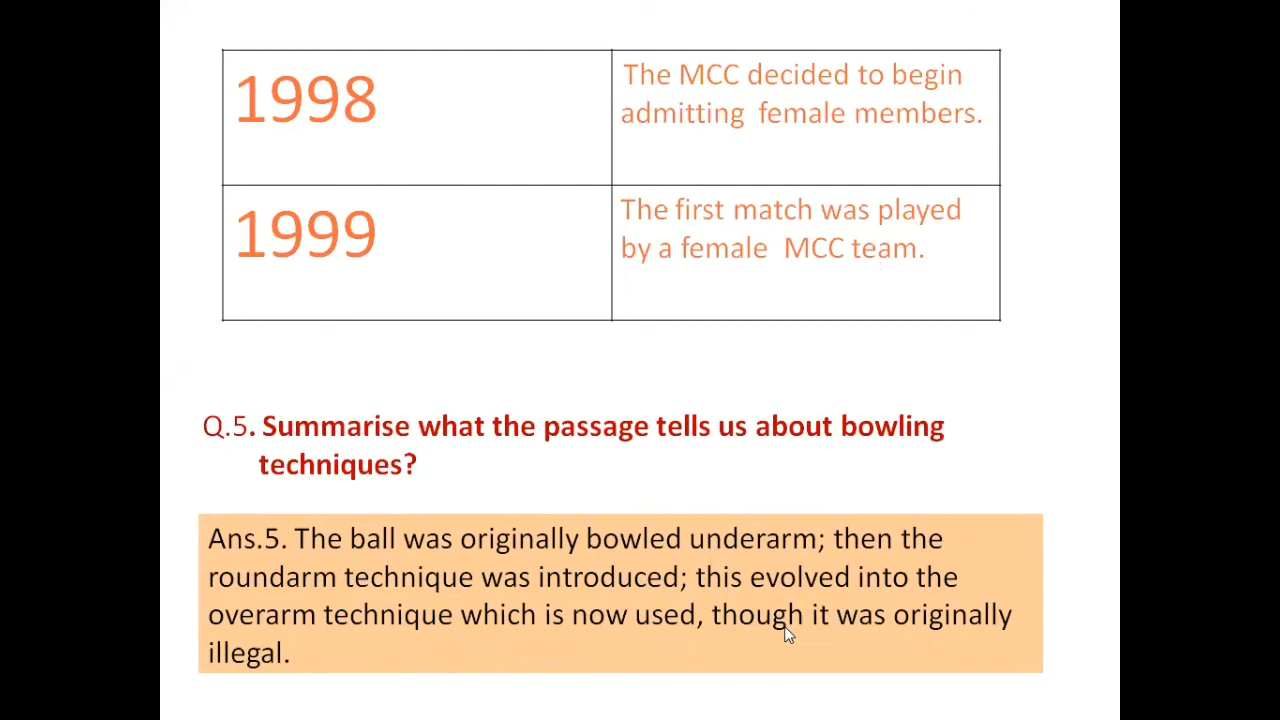 1998
The MCC decided to begin
admitting female members.
1999
The first match was played
by a female MCC team.
Q.5. Summarise what the passage tells us about bowling
techniques?
Ans.5. The ball was originally bowled underarm; then the
roundarm technique was introduced; this evolved into the
overarm technique which is now used, though it was originally
illegal.